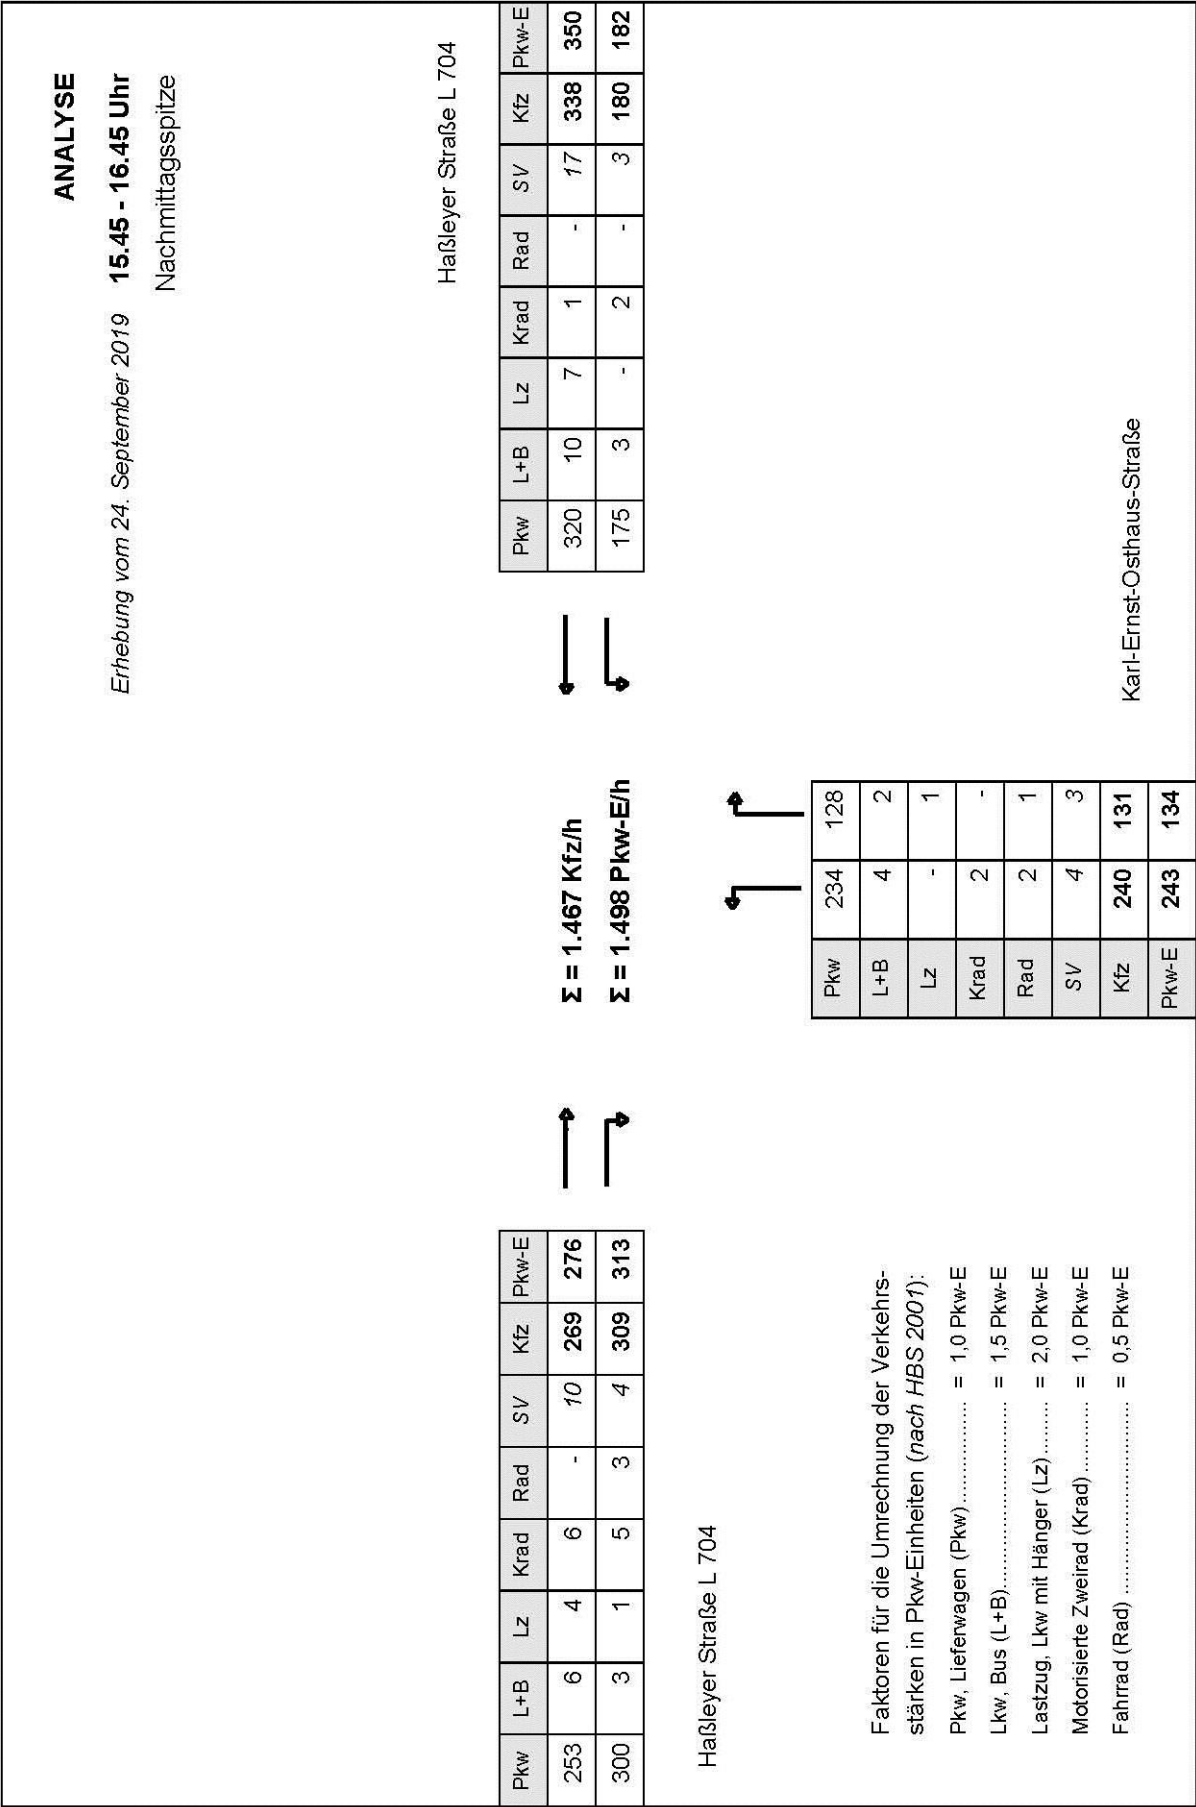 ANALYSE
Erhebung vom 24. September 2019 15.45 - 16.45 Uhr
Nachmittagsspitze
Haßleyer Straße L 704
Pkw L+B Lz Krad Rad SV Kfz Pkw-E
253 6 4 6 - 10 269 276
300 3 1 5 3 4 309 313
Σ = 1.467 Kfz/h
Σ = 1.498 Pkw-E/h
Pkw L+B Lz Krad Rad SV Kfz Pkw-E
320 10 7 1 - 17 338 350
175 3 - 2 - 3 180 182
Haßleyer Straße L 704
Pkw 234 128
L+B 4 2
Lz - 1
Krad 2 -
Rad 2 1
SV 4 3
Kfz 240 131
Pkw-E 243 134
Karl-Ernst-Osthaus-Straße
Faktoren für die Umrechnung der Verkehrs-
stärken in Pkw-Einheiten (nach HBS 2001):
Pkw, Lieferwagen (Pkw)................. = 1,0 Pkw-E
Lkw, Bus (L+B)................................ = 1,5 Pkw-E
Lastzug, Lkw mit Hänger (Lz)......... = 2,0 Pkw-E
Motorisierte Zweirad (Krad)............ = 1,0 Pkw-E
Fahrrad (Rad) .................................. = 0,5 Pkw-E